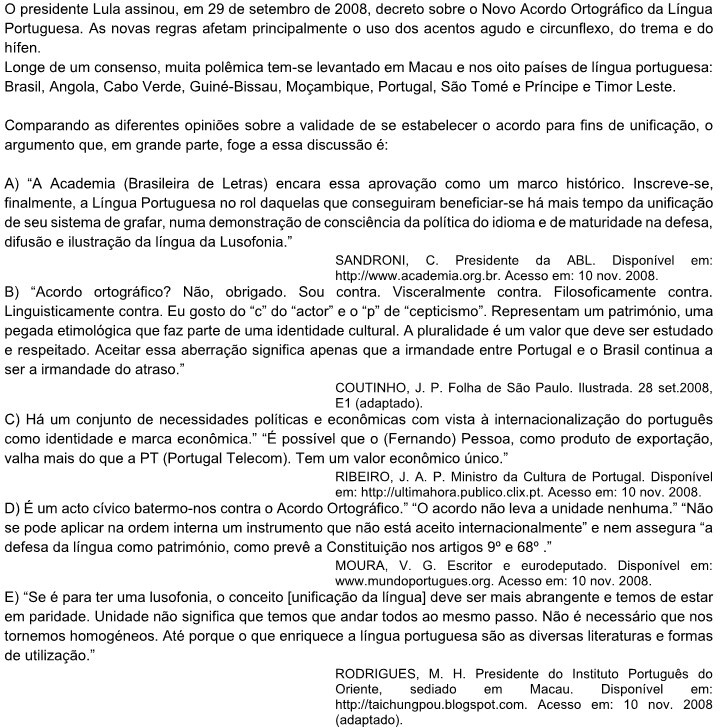 O presidente Lula assinou, em 29 de setembro de 2008, decreto sobre o Novo Acordo Ortográfico da Língua
Portuguesa. As novas regras afetam principalmente o uso dos acentos agudo e circunflexo, do trema e do
hífen.
Longe de um consenso, muita polêmica tem-se levantado em Macau e nos oito países de língua portuguesa:
Brasil, Angola, Cabo Verde, Guiné-Bissau, Moçambique, Portugal, São Tomé e Príncipe e Timor Leste.
Comparando as diferentes opiniões sobre a validade de se estabelecer o acordo para fins de unificação, o
argumento que, em grande parte, foge a essa discussão é:
A) “A Academia (Brasileira de Letras) encara essa aprovação como um marco histórico. Inscreve-se,
finalmente, a Língua Portuguesa no rol daquelas que conseguiram beneficiar-se há mais tempo da unificação
de seu sistema de grafar, numa demonstração de consciência da política do idioma e de maturidade na defesa,
difusão e ilustração da língua da Lusofonia.”
SANDRONI, C. Presidente da ABL. Disponível em:
http://www.academia.org.br. Acesso em: 10 nov. 2008.
B) “Acordo ortográfico? Não, obrigado. Sou contra. Visceralmente contra. Filosoficamente contra.
Linguisticamente contra. Eu gosto do “c” do “actor” e o “p” de “cepticismo”. Representam um património, uma
pegada etimológica que faz parte de uma identidade cultural. A pluralidade é um valor que deve ser estudado
e respeitado. Aceitar essa aberração significa apenas que a irmandade entre Portugal e o Brasil continua a
ser a irmandade do atraso.”
COUTINHO, J. P. Folha de São Paulo. Ilustrada. 28 set.2008,
E1 (adaptado).
C) Há um conjunto de necessidades políticas e econômicas com vista à internacionalização do português
como identidade e marca econômica.” “É possível que o (Fernando) Pessoa, como produto de exportação,
valha mais do que a PT (Portugal Telecom). Tem um valor econômico único.”
RIBEIRO, J. A. P. Ministro da Cultura de Portugal. Disponível
em: http://ultimahora.publico.clix.pt. Acesso em: 10 nov. 2008.
D) É um acto cívico batermo-nos contra o Acordo Ortográfico.” “O acordo não leva a unidade nenhuma.” “Não
se pode aplicar na ordem interna um instrumento que não está aceito internacionalmente” e nem assegura “a
defesa da língua como património, como prevê a Constituição nos artigos 9º e 68º .”
MOURA, V. G. Escritor e eurodeputado. Disponível em:
www.mundoportugues.org. Acesso em: 10 nov. 2008.
E) “Se é para ter uma lusofonia, o conceito [unificação da língua] deve ser mais abrangente e temos de estar
em paridade. Unidade não significa que temos que andar todos ao mesmo passo. Não é necessário que nos
tornemos homogéneos. Até porque o que enriquece a língua portuguesa são as diversas literaturas e formas
de utilização.”
RODRIGUES, M. H. Presidente do Instituto Português do
Oriente, sediado em Macau. Disponível em:
http://taichungpou.blogspot.com. Acesso em: 10 nov. 2008
(adaptado).